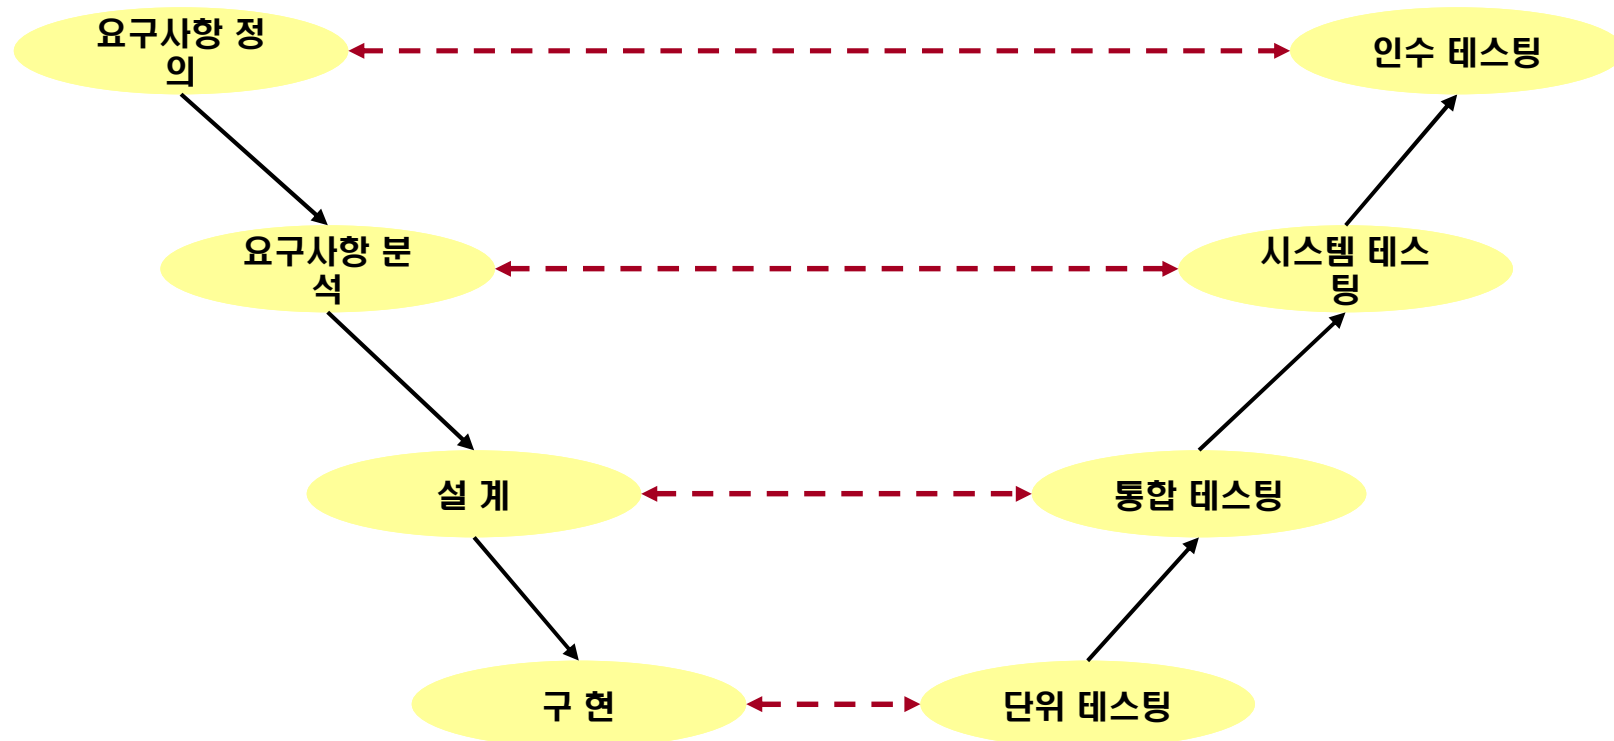 요구사항 정
의
인수 테스팅
요구사항 분
석
시스템 테스
팅
설 계
통합 테스팅
구 현
단위 테스팅